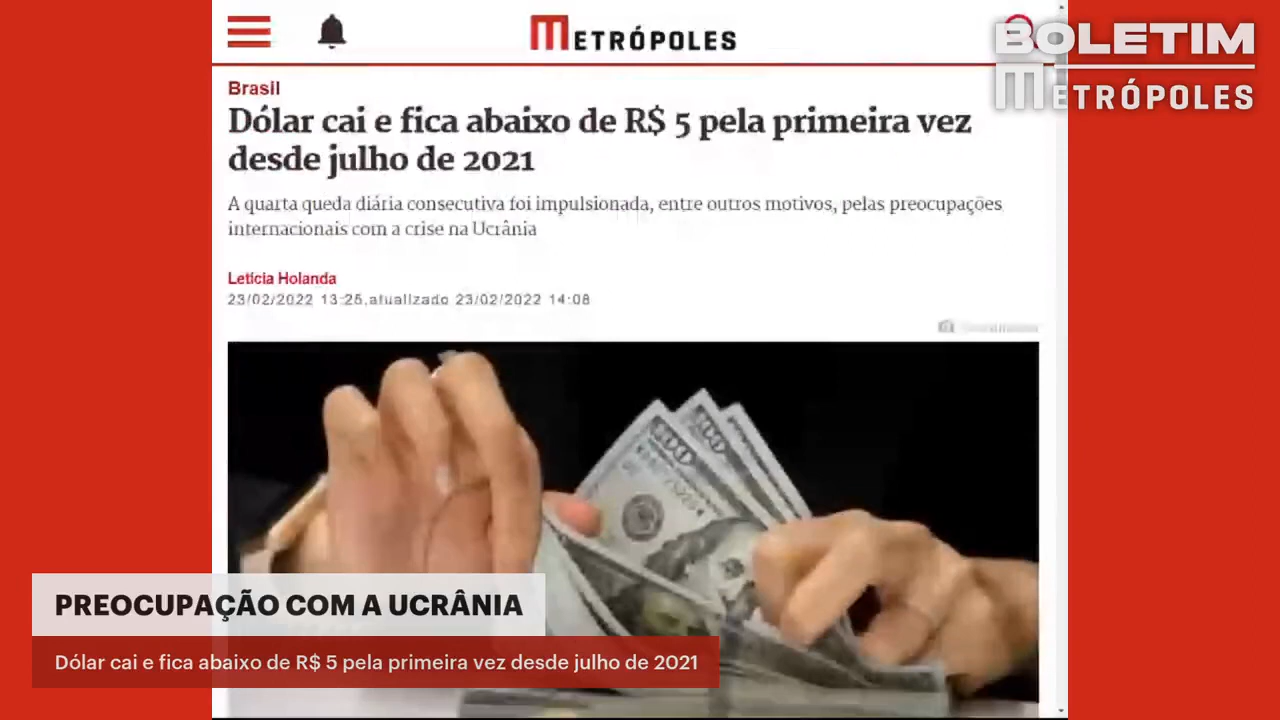 METRÓPOLES
BOLETIM
METRÓPOLES
Brasil
Dólar cai e fica abaixo de R$ 5 pela primeira vez
desde julho de 2021
A quarta queda diária consecutiva foi impulsionada, entre outros motivos, pelas preocupações
internacionais com a crise na Ucrânia
Letícia Holanda
23/02/2022 13:25,atualizado 23/02/2022 14:08
100
100
PREOCUPAÇÃO COM A UCRÂNIA
Dólar cai e fica abaixo de R$ 5 pela primeira vez desde julho de 2021